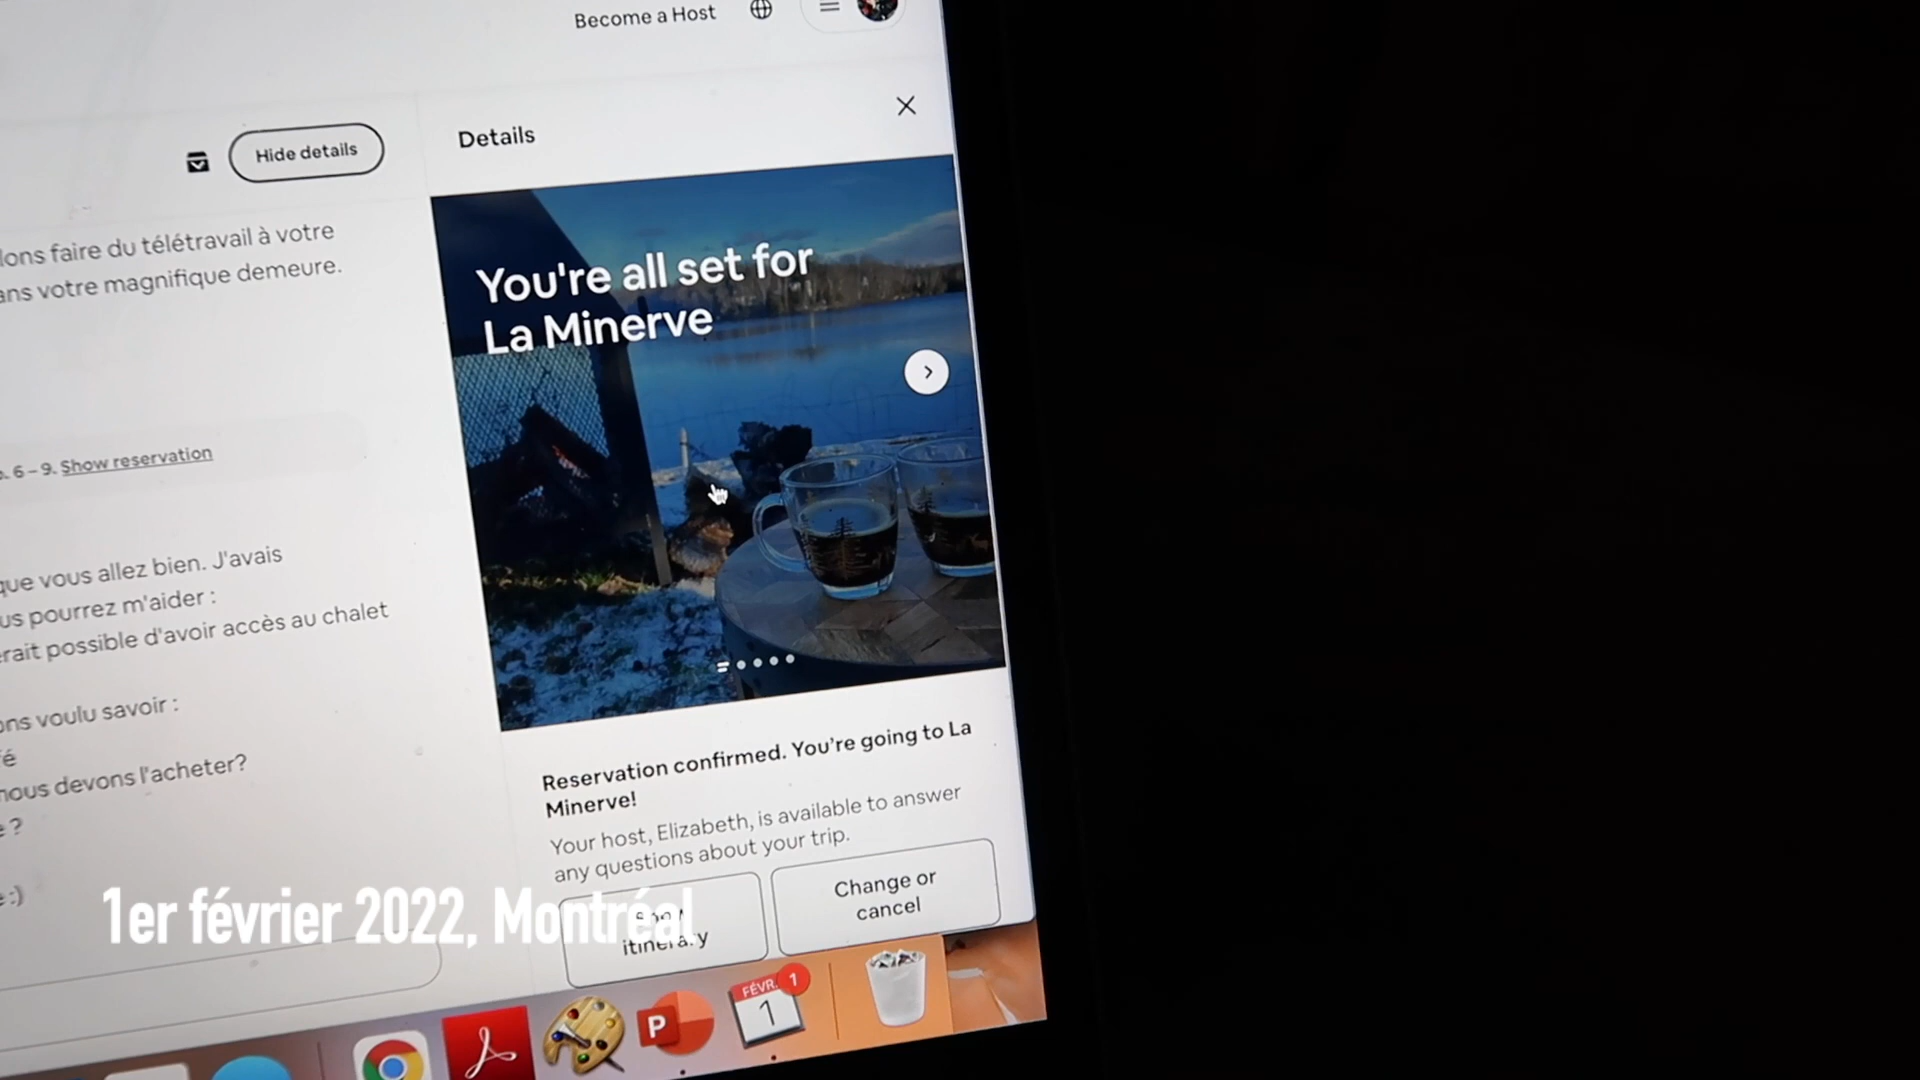 Become a Host
Details
Hide details
lons faire du télétravail à votre
ans votre magnifique demeure.
You're all set for
La Minerve
. 6 – 9. Show reservation
que vous allez bien. J'avais
us pourrez m'aider :
rait possible d'avoir accès au chalet
ons voulu savoir :
é
nous devons l'acheter?
e ?
e :)
Reservation confirmed. You're going to La
Minerve!
Your host, Elizabeth, is available to answer
any questions about your trip.
Change or
cancel
itinerary
1er février 2022, Montréal
FÉVR. 1
1
P